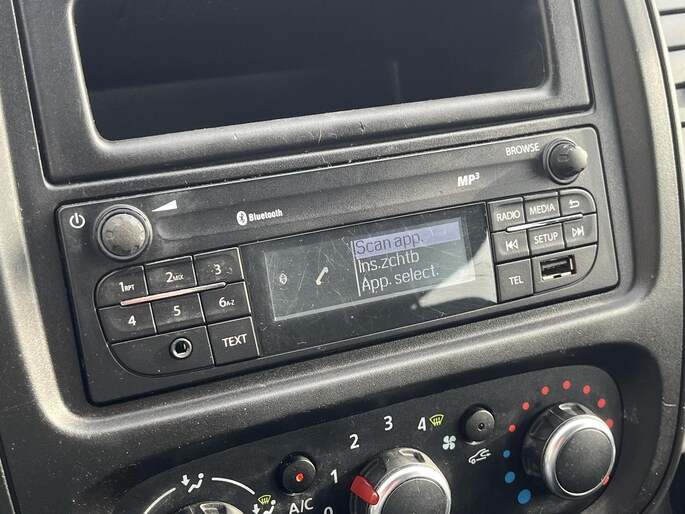 BROWSE
MP3
Bluetooth
RADIO MEDIA
Scan app.
Ins.zchtb
App. select.
SETUP
TEL
1RPT 2MIX 3
4 5 6A-Z
TEXT
0 1 2 3 4
A/C